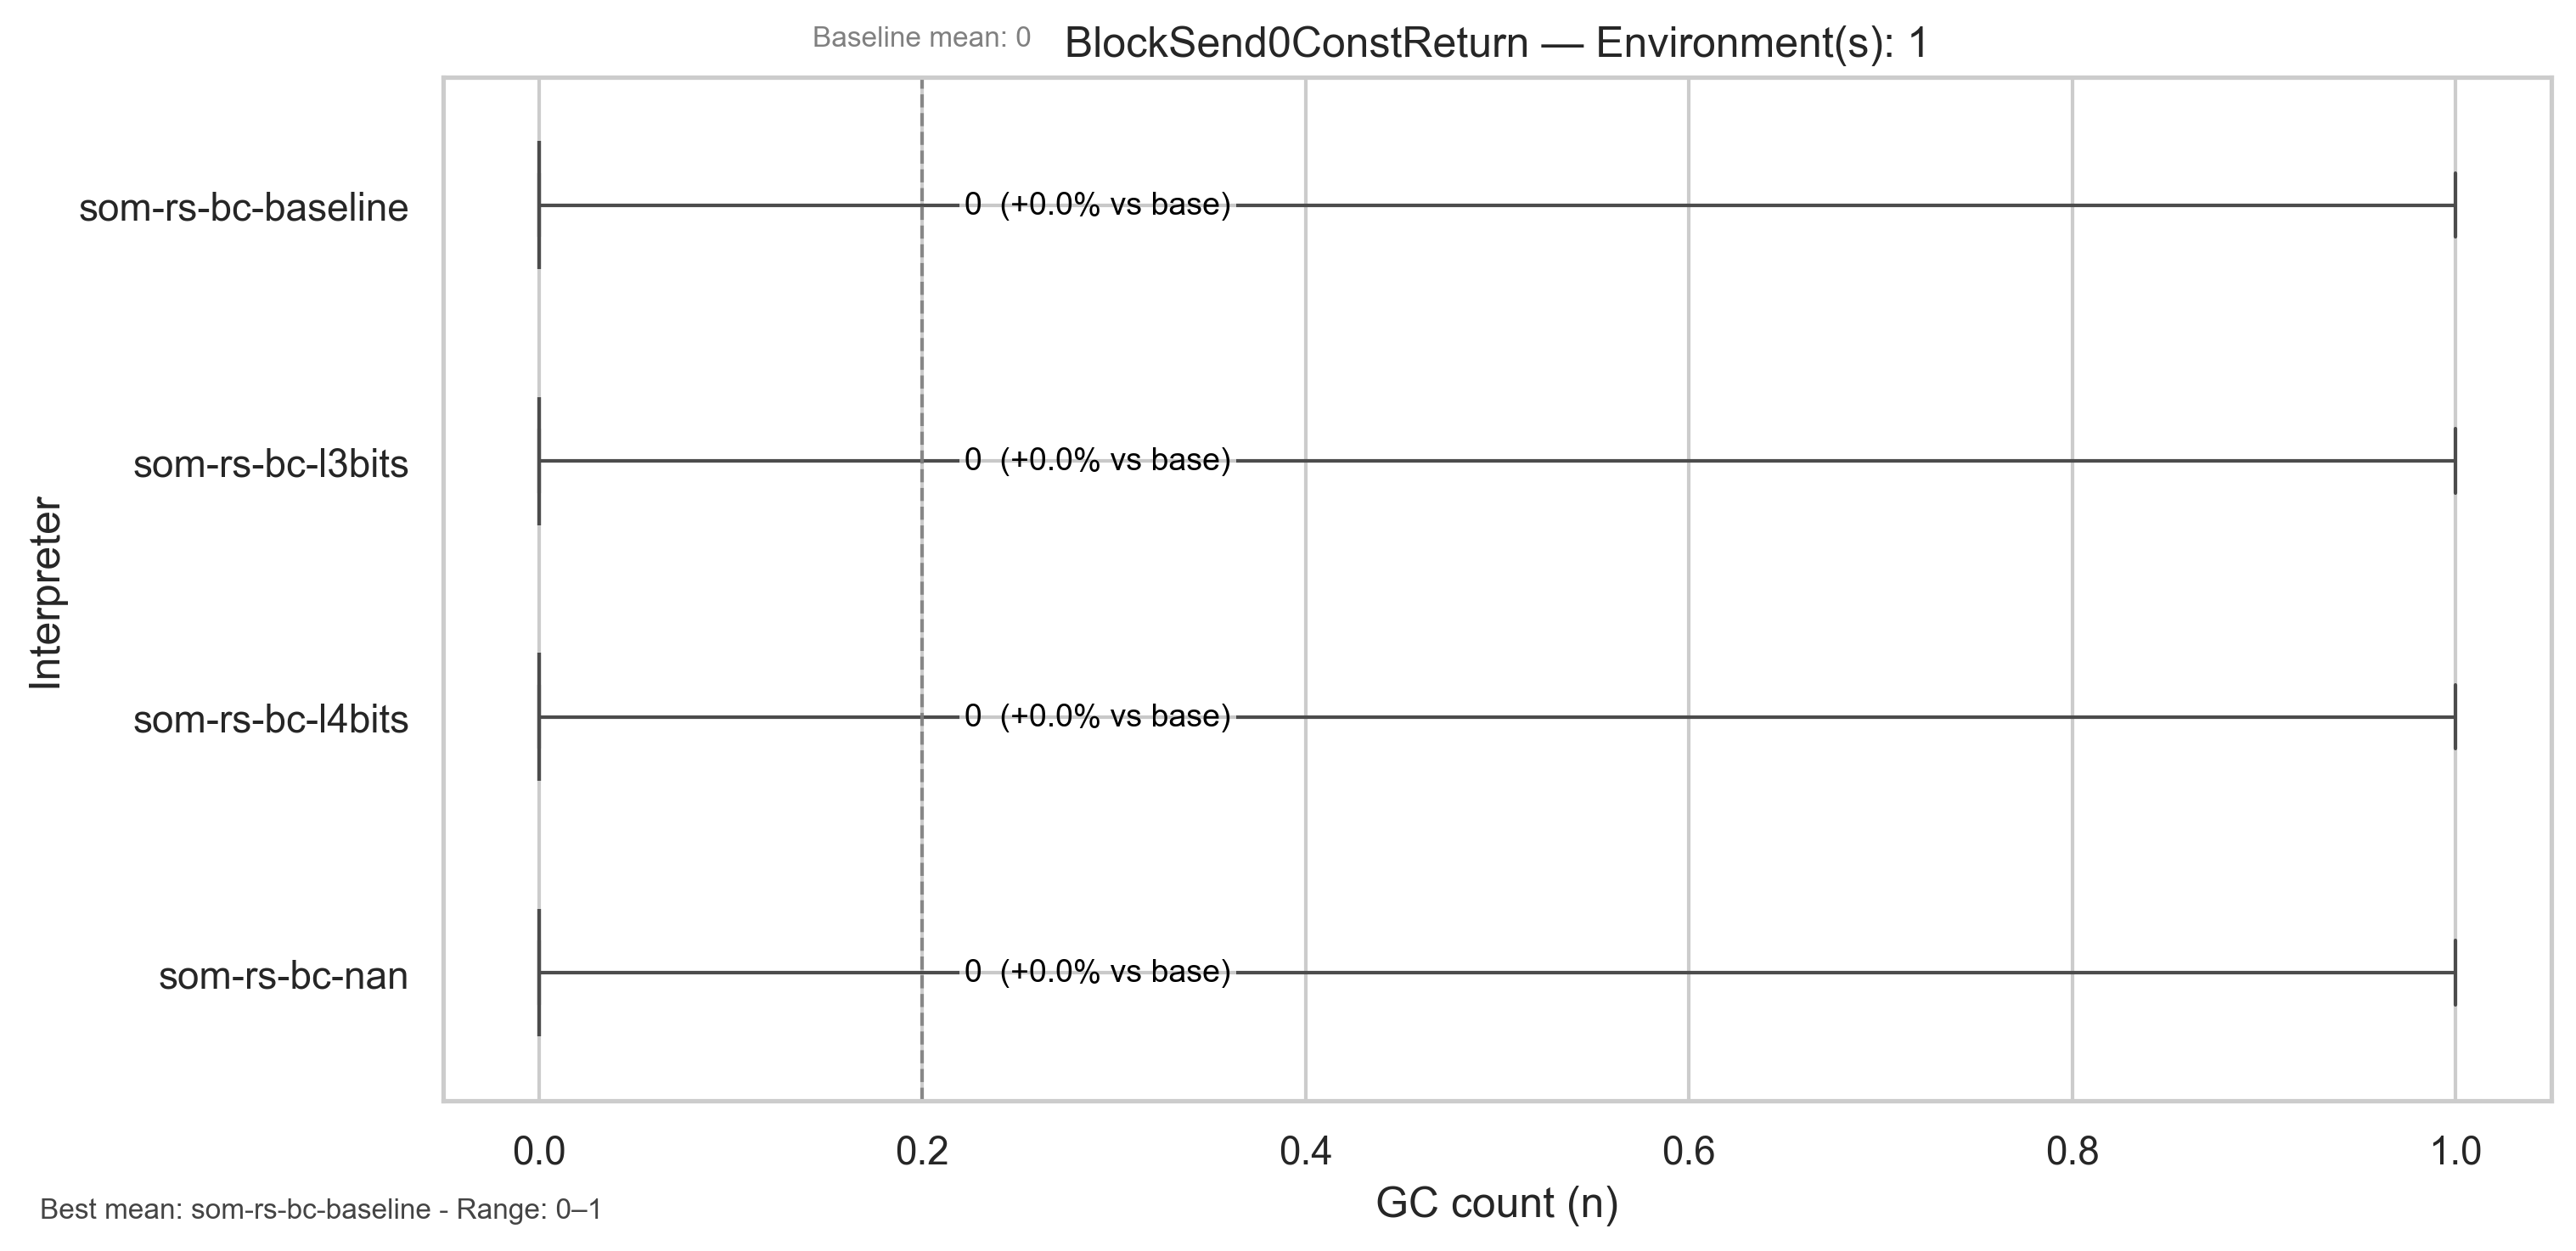 Baseline mean: 0
BlockSend0ConstReturn — Environment(s): 1
Interpreter
som-rs-bc-baseline
0 (+0.0% vs base)
som-rs-bc-l3bits
0 (+0.0% vs base)
som-rs-bc-l4bits
0 (+0.0% vs base)
som-rs-bc-nan
0 (+0.0% vs base)
0.0 0.2 0.4 0.6 0.8 1.0
GC count (n)
Best mean: som-rs-bc-baseline - Range: 0–1